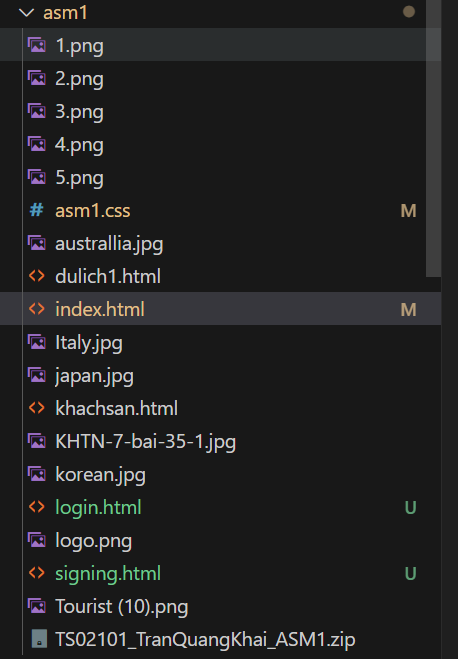 asm1
1.png
2.png
3.png
4.png
5.png
# asm1.css M
australlia.jpg
<> dulich1.html
<> index.html M
Italy.jpg
japan.jpg
<> khachsan.html
KHTN-7-bai-35-1.jpg
korean.jpg
<> login.html U
logo.png
<> signing.html U
Tourist (10).png
TS02101_TranQuangKhai_ASM1.zip